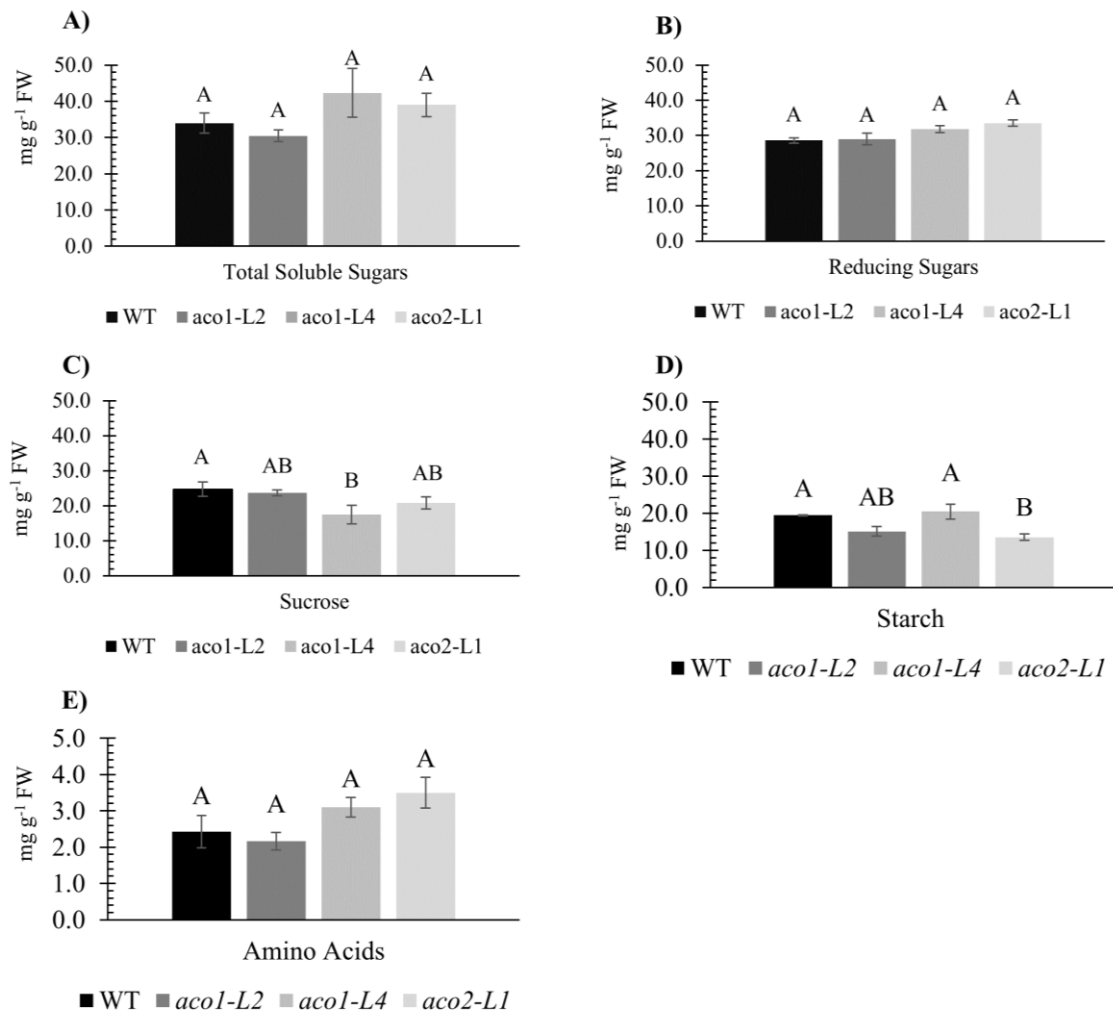 A)
50.0
40.0
30.0
20.0
10.0
0.0
mg g-1 FW
A
A
A
A
Total Soluble Sugars
WT aco1-L2 aco1-L4 aco2-L1
B)
50.0
40.0
30.0
20.0
10.0
0.0
mg g-1 FW
A
A
A
A
Reducing Sugars
WT aco1-L2 aco1-L4 aco2-L1
C)
50.0
40.0
30.0
20.0
10.0
0.0
mg g-1 FW
A
AB
B
AB
Sucrose
WT aco1-L2 aco1-L4 aco2-L1
D)
50.0
40.0
30.0
20.0
10.0
0.0
mg g-1 FW
A
AB
A
B
Starch
WT aco1-L2 aco1-L4 aco2-L1
E)
5.0
4.0
3.0
2.0
1.0
0.0
mg g-1 FW
A
A
A
A
Amino Acids
WT aco1-L2 aco1-L4 aco2-L1